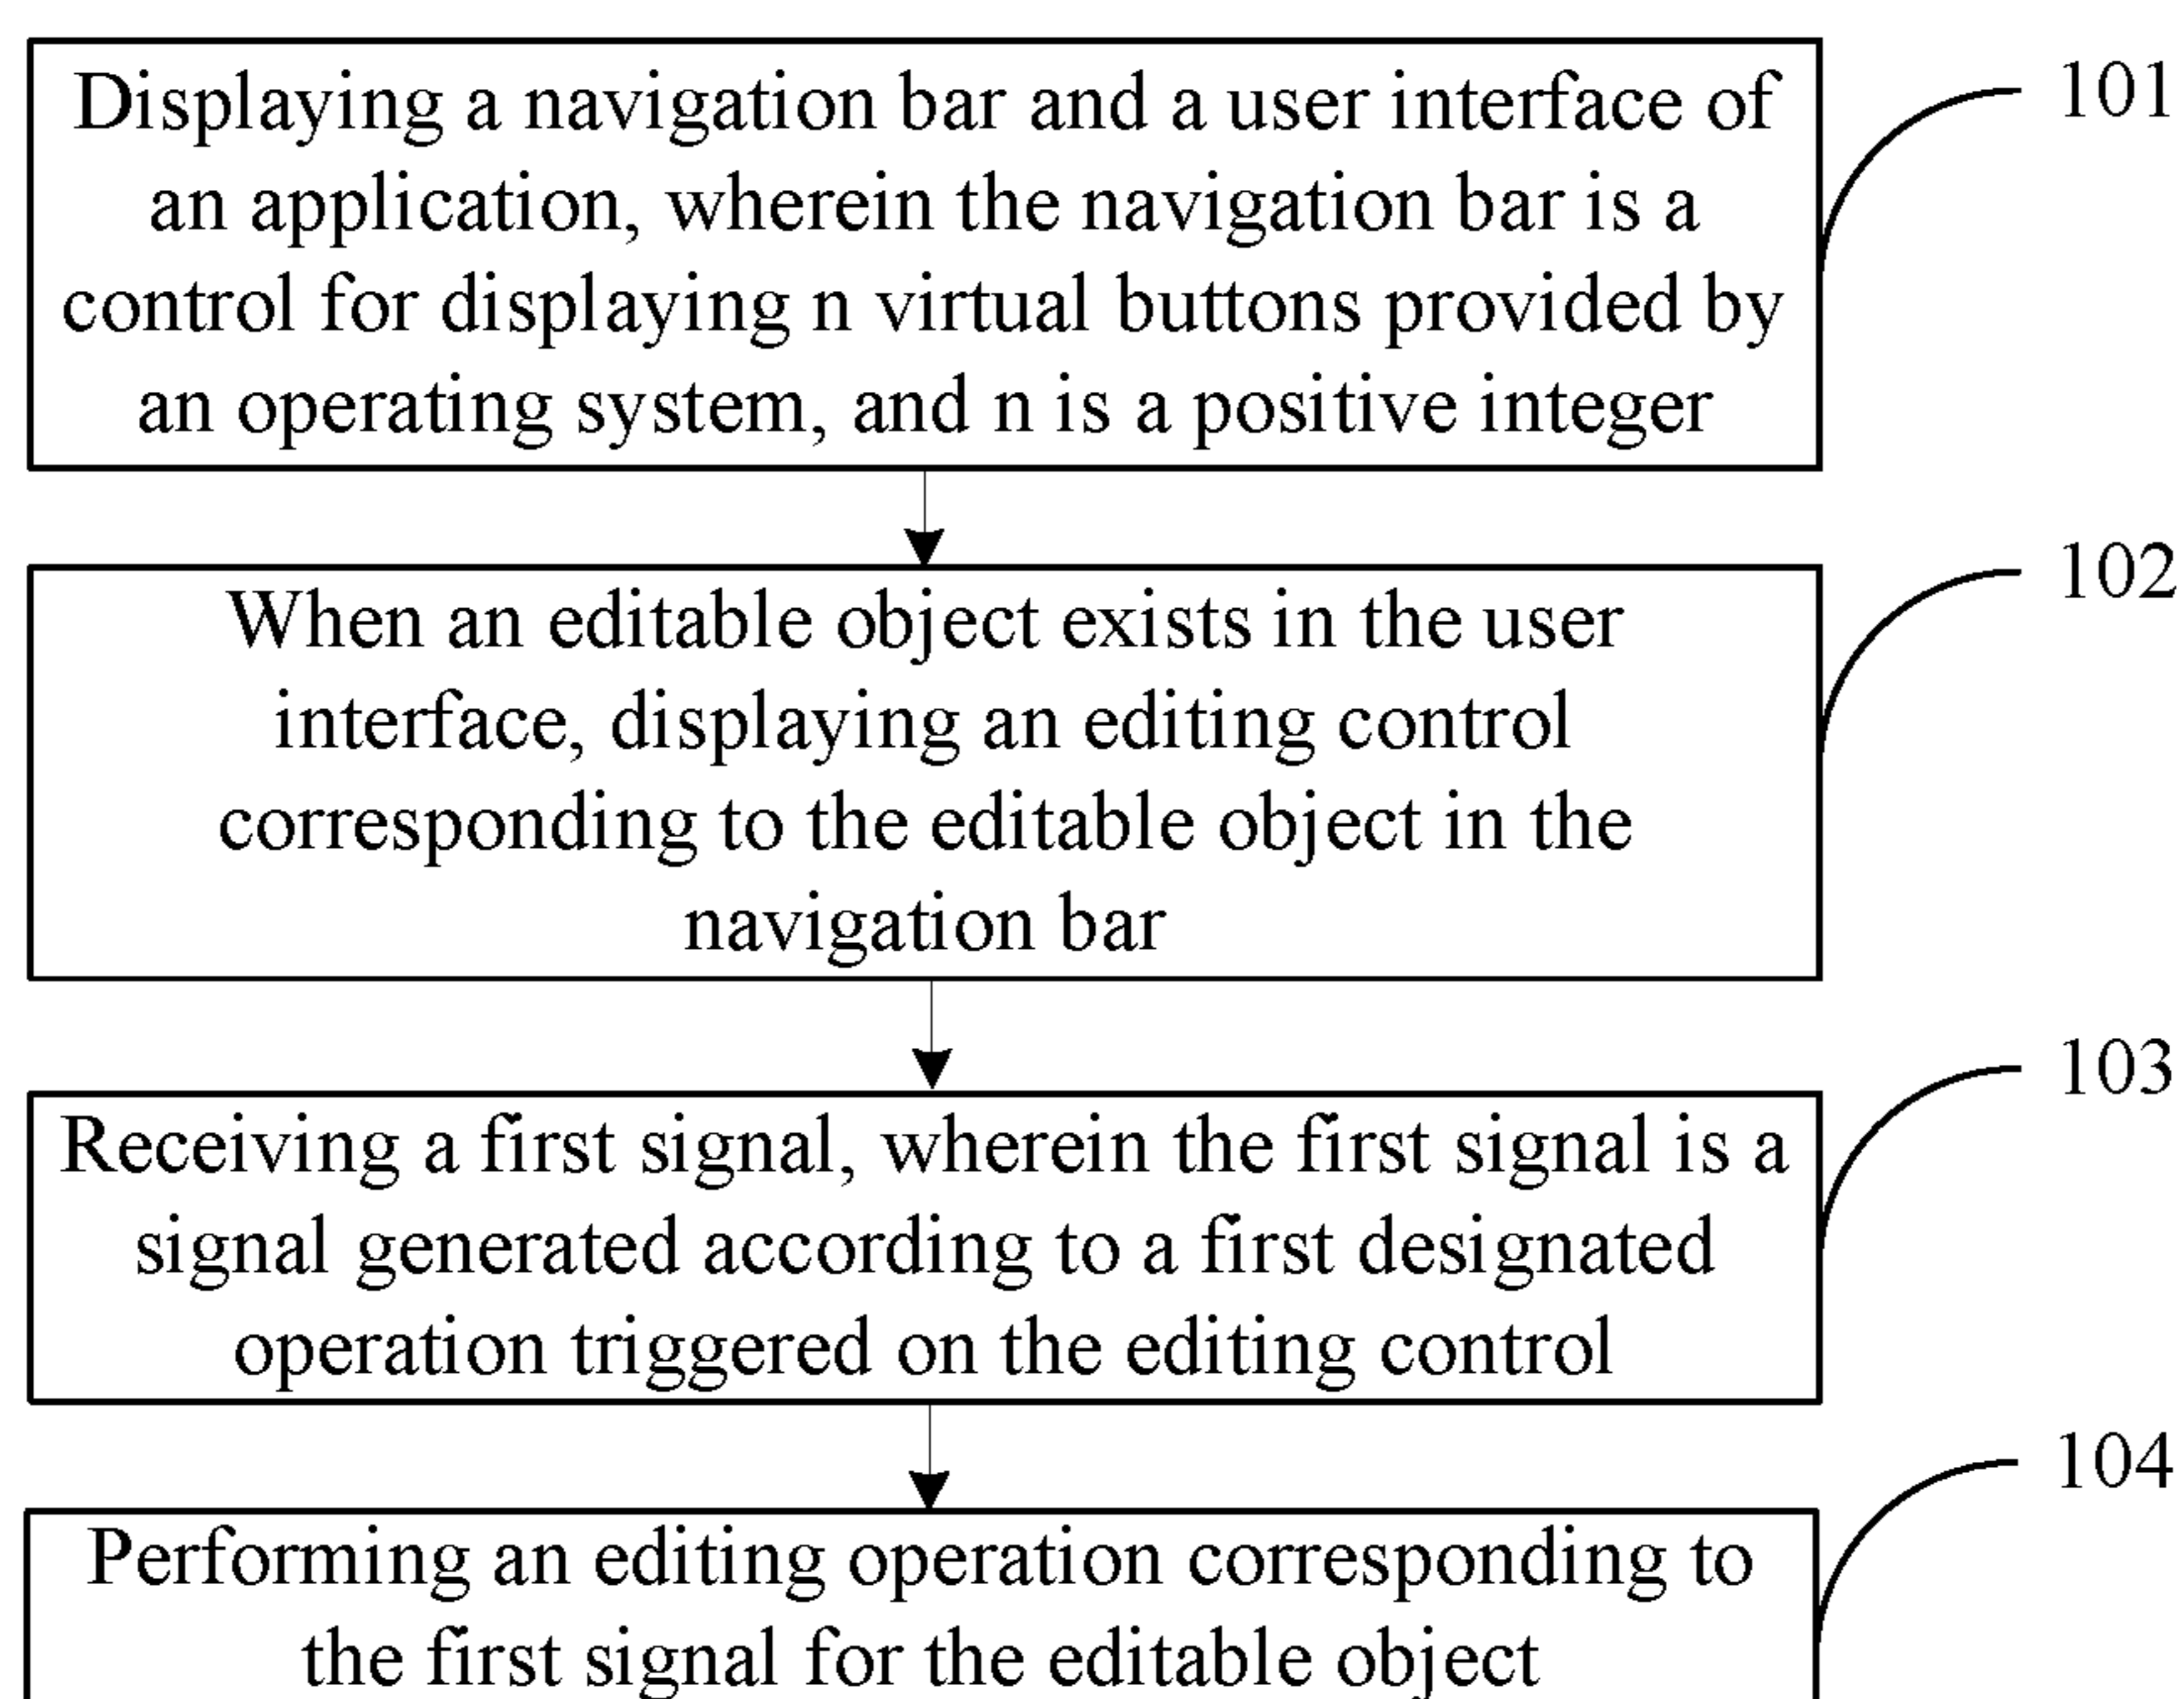 Displaying a navigation bar and a user interface of
an application, wherein the navigation bar is a
control for displaying n virtual buttons provided by
an operating system, and n is a positive integer
101
When an editable object exists in the user
interface, displaying an editing control
corresponding to the editable object in the
navigation bar
102
Receiving a first signal, wherein the first signal is a
signal generated according to a first designated
operation triggered on the editing control
103
Performing an editing operation corresponding to
the first signal for the editable object
104